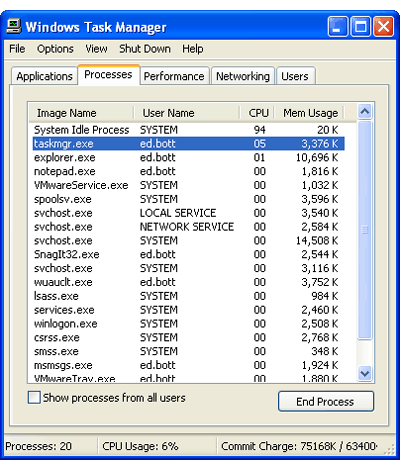 Windows Task Manager
File Options View Shut Down Help
Applications Processes Performance Networking Users
Image Name User Name CPU Mem Usage
System Idle Process SYSTEM 94 20 K
taskmgr.exe ed.bott 05 3,376 K
explorer.exe ed.bott 01 10,696 K
notepad.exe ed.bott 00 1,816 K
VMwareService.exe SYSTEM 00 1,032 K
spoolsv.exe SYSTEM 00 3,596 K
svchost.exe LOCAL SERVICE 00 3,540 K
svchost.exe NETWORK SERVICE 00 2,584 K
svchost.exe SYSTEM 00 14,508 K
SnagIt32.exe ed.bott 00 2,544 K
svchost.exe SYSTEM 00 3,116 K
wuauclt.exe ed.bott 00 3,752 K
lsass.exe SYSTEM 00 984 K
services.exe SYSTEM 00 2,460 K
winlogon.exe SYSTEM 00 2,508 K
csrss.exe SYSTEM 00 2,768 K
smss.exe SYSTEM 00 348 K
msmsgs.exe ed.bott 00 1,924 K
VMwareTray.exe ed.bott 00 1,880 K
Show processes from all users End Process
Processes: 20 CPU Usage: 6% Commit Charge: 75168K / 63400